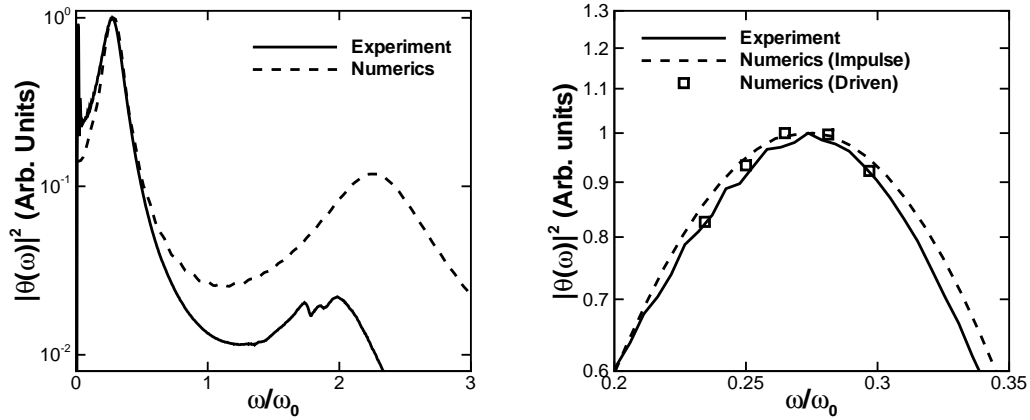 |θ(ω)|² (Arb. Units)
10⁰
10⁻¹
10⁻²
Experiment
Numerics
0 1 2 3
ω/ω₀
|θ(ω)|² (Arb. units)
1.3
1.2
1.1
1
0.9
0.8
0.7
0.6
Experiment
Numerics (Impulse)
Numerics (Driven)
0.2 0.25 0.3 0.35
ω/ω₀